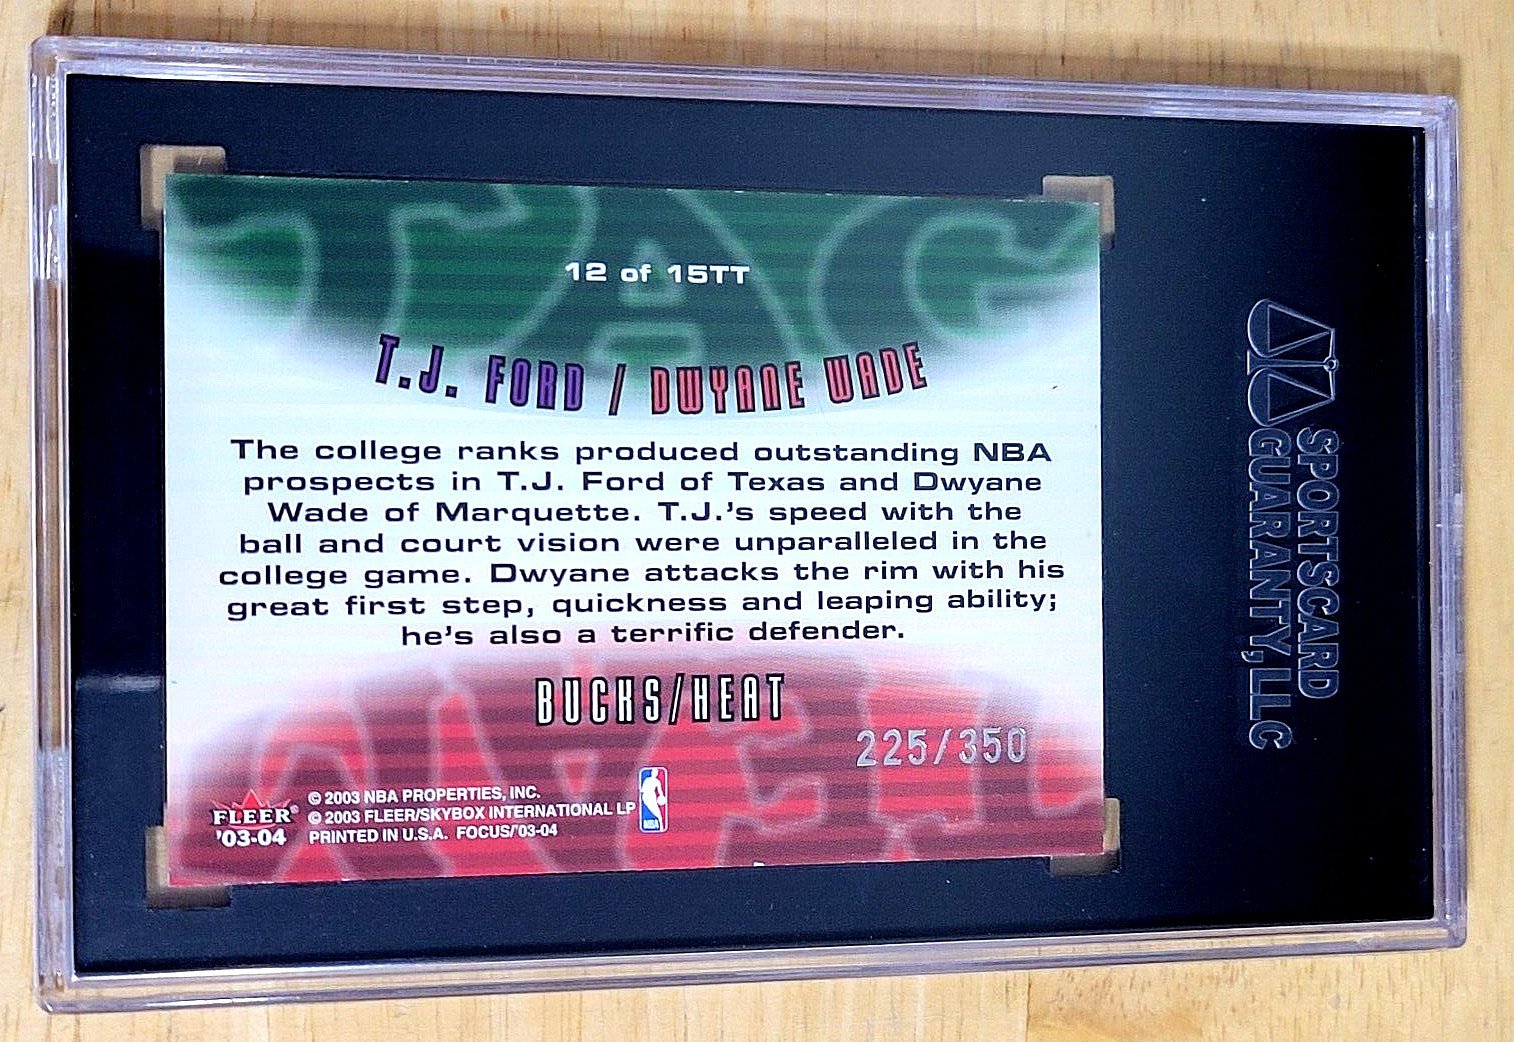 TAG
12 of 15TT
T.J. FORD / DWYANE WADE
The college ranks produced outstanding NBA
prospects in T.J. Ford of Texas and Dwyane
Wade of Marquette. T.J.'s speed with the
ball and court vision were unparalleled in the
college game. Dwyane attacks the rim with his
great first step, quickness and leaping ability;
he's also a terrific defender.
BUCKS/HEAT
225/350
FLEER®
'03-04
© 2003 NBA PROPERTIES, INC.
© 2003 FLEER/SKYBOX INTERNATIONAL LP
PRINTED IN U.S.A. FOCUS/'03-04
NBA
SPORTSCARD
GUARANTY, LLC